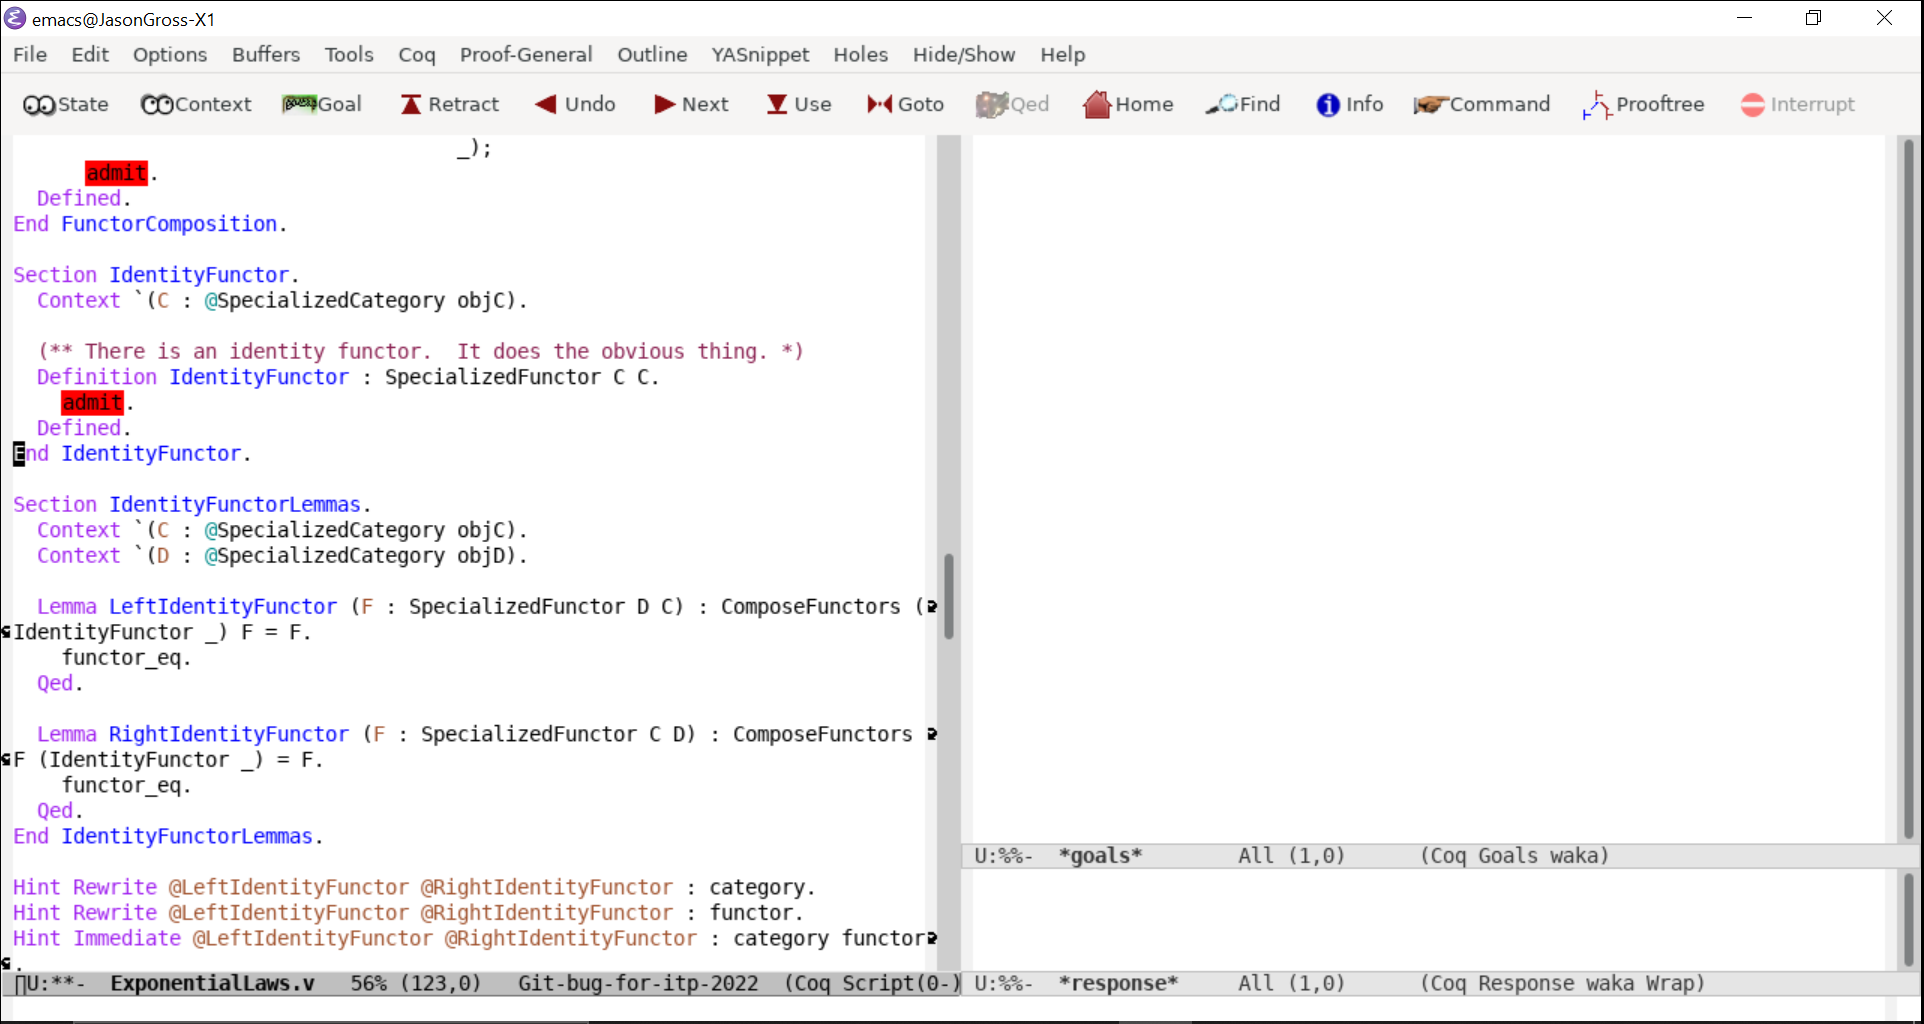 emacs@JasonGross-X1
File Edit Options Buffers Tools Coq Proof-General Outline YASnippet Holes Hide/Show Help
State Context Goal Retract Undo Next Use Goto Qed Home Find Info Command Prooftree Interrupt
_);
admit.
Defined.
End FunctorComposition.
Section IdentityFunctor.
Context `(C : @SpecializedCategory objC).
(** There is an identity functor.  It does the obvious thing. *)
Definition IdentityFunctor : SpecializedFunctor C C.
admit.
Defined.
End IdentityFunctor.
Section IdentityFunctorLemmas.
Context `(C : @SpecializedCategory objC).
Context `(D : @SpecializedCategory objD).
Lemma LeftIdentityFunctor (F : SpecializedFunctor D C) : ComposeFunctors (
IdentityFunctor _) F = F.
functor_eq.
Qed.
Lemma RightIdentityFunctor (F : SpecializedFunctor C D) : ComposeFunctors
F (IdentityFunctor _) = F.
functor_eq.
Qed.
End IdentityFunctorLemmas.
Hint Rewrite @LeftIdentityFunctor @RightIdentityFunctor : category.
Hint Rewrite @LeftIdentityFunctor @RightIdentityFunctor : functor.
Hint Immediate @LeftIdentityFunctor @RightIdentityFunctor : category functor
.
U:**-  ExponentialLaws.v   56% (123,0)   Git-bug-for-itp-2022  (Coq Script(0-)
U:%%-  *goals*        All (1,0)      (Coq Goals waka)
U:%%-  *response*     All (1,0)      (Coq Response waka Wrap)